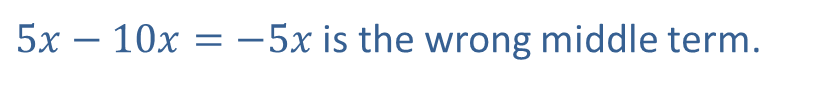 5𝑥 − 10𝑥 = −5𝑥 is the wrong middle term.